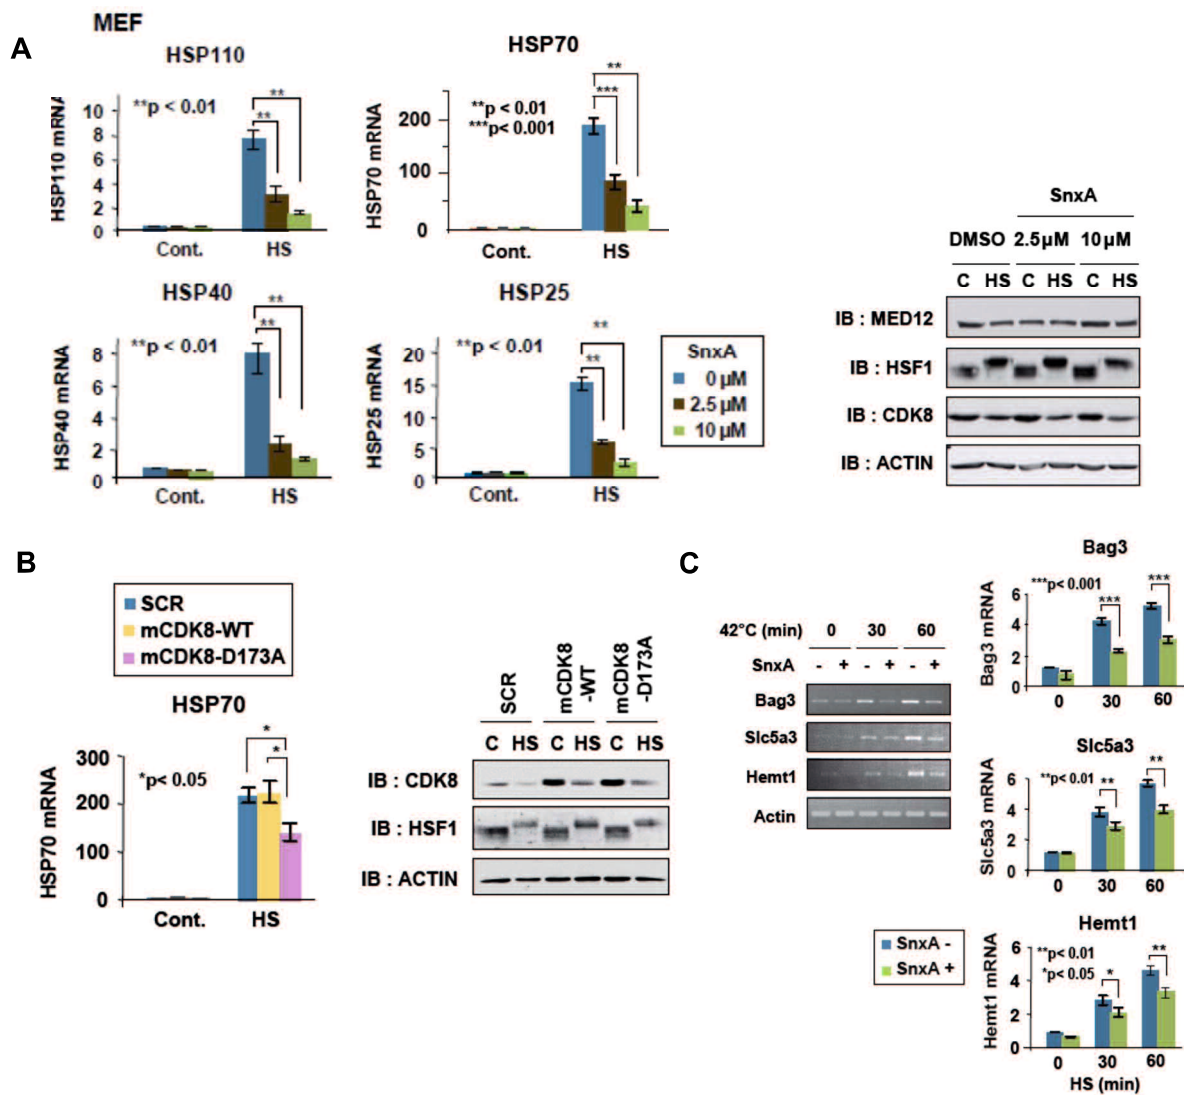 MEF
A
HSP110
HSP110 mRNA
10
8
6
4
2
0
**p < 0.01
**
**
Cont.
HS
HSP70
HSP70 mRNA
200
100
0
**p < 0.01
***p< 0.001
**
***
Cont.
HS
HSP40
HSP40 mRNA
8
6
4
2
0
**p < 0.01
**
**
Cont.
HS
HSP25
HSP25 mRNA
20
15
10
5
0
**p < 0.01
**
**
Cont.
HS
SnxA
0 µM
2.5 µM
10 µM
SnxA
DMSO 2.5 µM 10 µM
C HS C HS C HS
IB : MED12
IB : HSF1
IB : CDK8
IB : ACTIN
B
SCR
mCDK8-WT
mCDK8-D173A
HSP70
HSP70 mRNA
300
200
100
0
*p< 0.05
*
*
Cont.
HS
SCR
mCDK8
-WT
mCDK8
-D173A
C HS C HS C HS
IB : CDK8
IB : HSF1
IB : ACTIN
C
42°C (min) 0 30 60
SnxA - + - + - +
Bag3
Slc5a3
Hemt1
Actin
Bag3
Bag3 mRNA
6
4
2
0
***p< 0.001
***
***
0 30 60
Slc5a3
Slc5a3 mRNA
6
4
2
0
**p< 0.01
**
**
0 30 60
SnxA -
SnxA +
Hemt1
Hemt1 mRNA
6
4
2
0
**p< 0.01
*p< 0.05
*
**
0 30 60
HS (min)